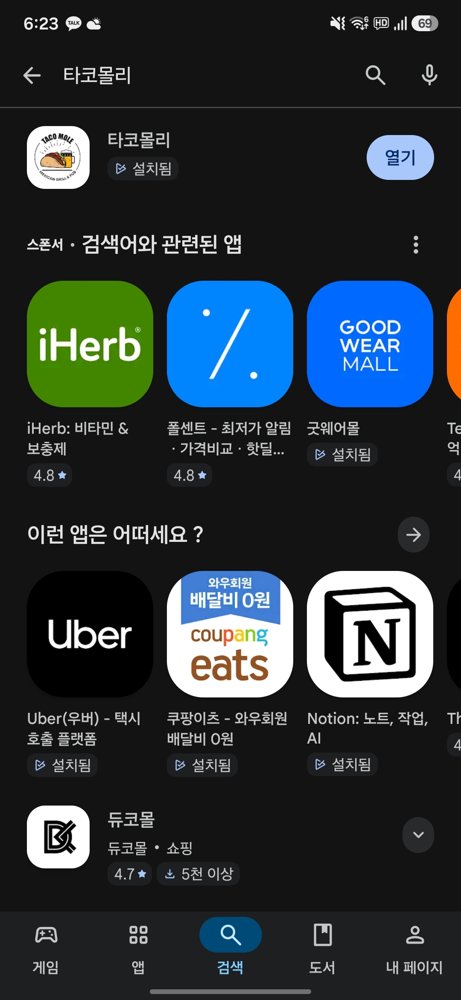 6:23 TALK 6 HD 69
타코몰리
TACO MOLE
MEXICAN GRILL & PUB
타코몰리
설치됨
열기
스폰서 · 검색어와 관련된 앱
iHerb®
GOOD
WEAR
MALL
iHerb: 비타민 &
보충제
4.8
폴센트 - 최저가 알림
· 가격비교 · 핫딜...
4.8
굿웨어몰
설치됨
Te
억
4
이런 앱은 어떠세요 ?
Uber
와우회원
배달비 0원
coupang
eats
N
Uber(우버) - 택시
호출 플랫폼
설치됨
쿠팡이츠 - 와우회원
배달비 0원
설치됨
Notion: 노트, 작업,
AI
설치됨
Th
4
듀코몰
듀코몰 • 쇼핑
4.7 5천 이상
게임 앱 검색 도서 내 페이지